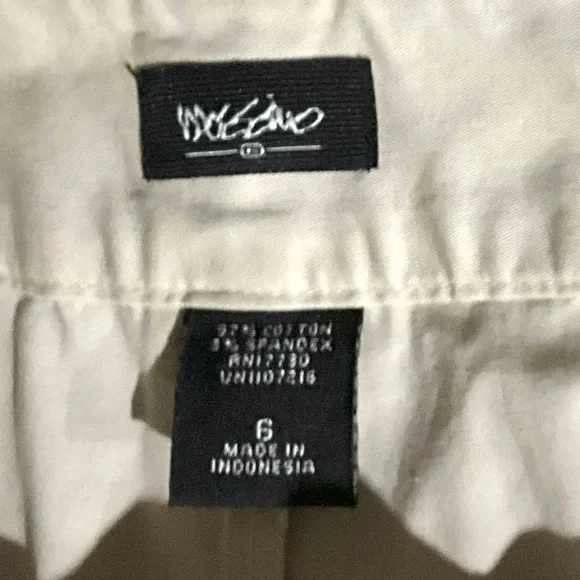 mossimo
97% COTTON
3% SPANDEX
RN17730
6
MADE IN
INDONESIA